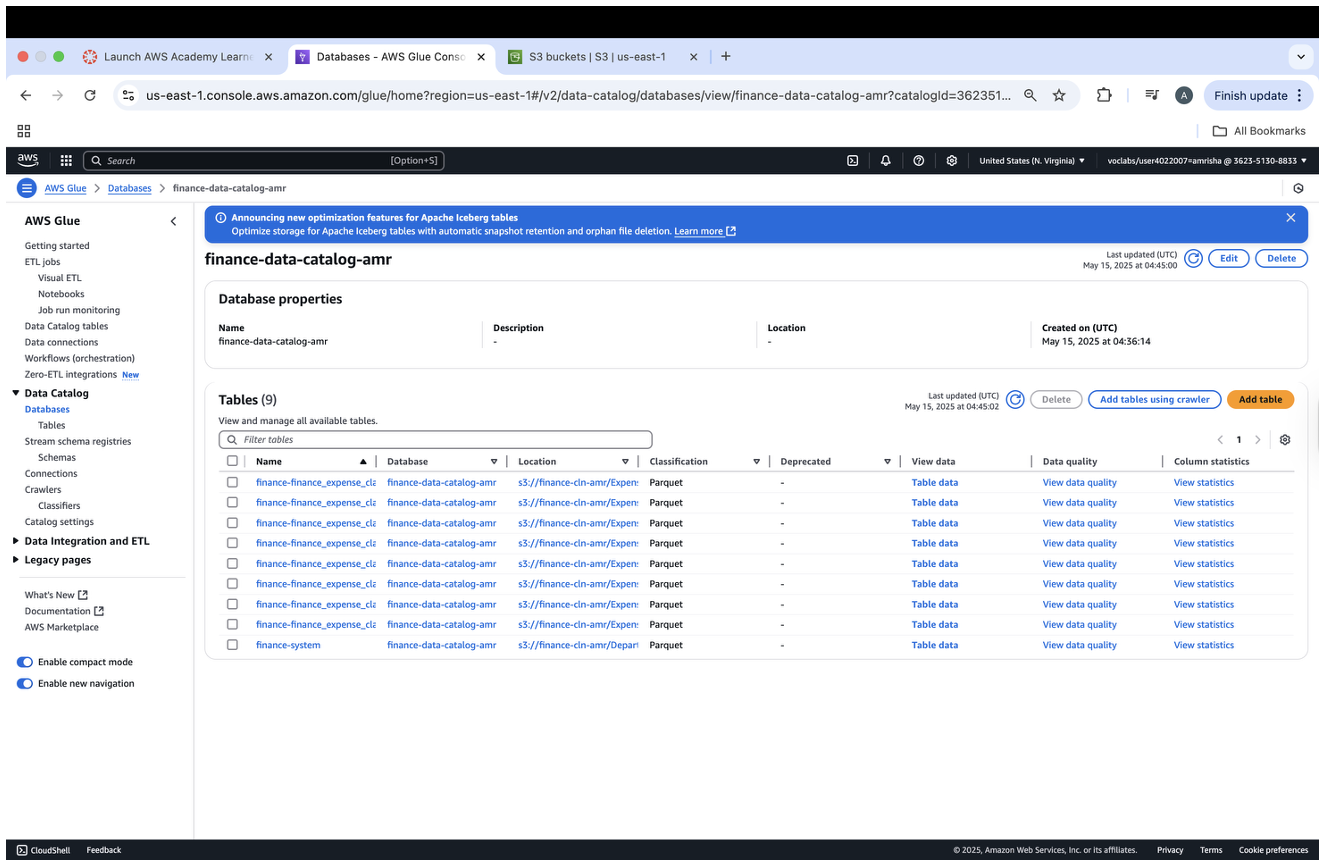 Launch AWS Academy Learne
Databases - AWS Glue Conso
S3 buckets | S3 | us-east-1
us-east-1.console.aws.amazon.com/glue/home?region=us-east-1#/v2/data-catalog/databases/view/finance-data-catalog-amr?catalogId=362351...
A
Finish update
All Bookmarks
aws
Search
[Option+S]
United States (N. Virginia)
voclabs/user4022007=amrisha @ 3623-5130-8833
AWS Glue > Databases > finance-data-catalog-amr
AWS Glue
Getting started
ETL jobs
Visual ETL
Notebooks
Job run monitoring
Data Catalog tables
Data connections
Workflows (orchestration)
Zero-ETL integrations New
Data Catalog
Databases
Tables
Stream schema registries
Schemas
Connections
Crawlers
Classifiers
Catalog settings
Data Integration and ETL
Legacy pages
What's New
Documentation
AWS Marketplace
Enable compact mode
Enable new navigation
Announcing new optimization features for Apache Iceberg tables
Optimize storage for Apache Iceberg tables with automatic snapshot retention and orphan file deletion. Learn more
finance-data-catalog-amr
Last updated (UTC)
May 15, 2025 at 04:45:00
Edit
Delete
Database properties
Name Description Location Created on (UTC)
finance-data-catalog-amr - - May 15, 2025 at 04:36:14
Tables (9)
Last updated (UTC)
May 15, 2025 at 04:45:02
Delete
Add tables using crawler
Add table
View and manage all available tables.
Filter tables
1
Name Database Location Classification Deprecated View data Data quality Column statistics
finance-finance_expense_cla finance-data-catalog-amr s3://finance-cln-amr/Expens Parquet - Table data View data quality View statistics
finance-finance_expense_cla finance-data-catalog-amr s3://finance-cln-amr/Expens Parquet - Table data View data quality View statistics
finance-finance_expense_cla finance-data-catalog-amr s3://finance-cln-amr/Expens Parquet - Table data View data quality View statistics
finance-finance_expense_cla finance-data-catalog-amr s3://finance-cln-amr/Expens Parquet - Table data View data quality View statistics
finance-finance_expense_cla finance-data-catalog-amr s3://finance-cln-amr/Expens Parquet - Table data View data quality View statistics
finance-finance_expense_cla finance-data-catalog-amr s3://finance-cln-amr/Expens Parquet - Table data View data quality View statistics
finance-finance_expense_cla finance-data-catalog-amr s3://finance-cln-amr/Expens Parquet - Table data View data quality View statistics
finance-finance_expense_cla finance-data-catalog-amr s3://finance-cln-amr/Expens Parquet - Table data View data quality View statistics
finance-system finance-data-catalog-amr s3://finance-cln-amr/Depart Parquet - Table data View data quality View statistics
CloudShell Feedback
© 2025, Amazon Web Services, Inc. or its affiliates. Privacy Terms Cookie preferences